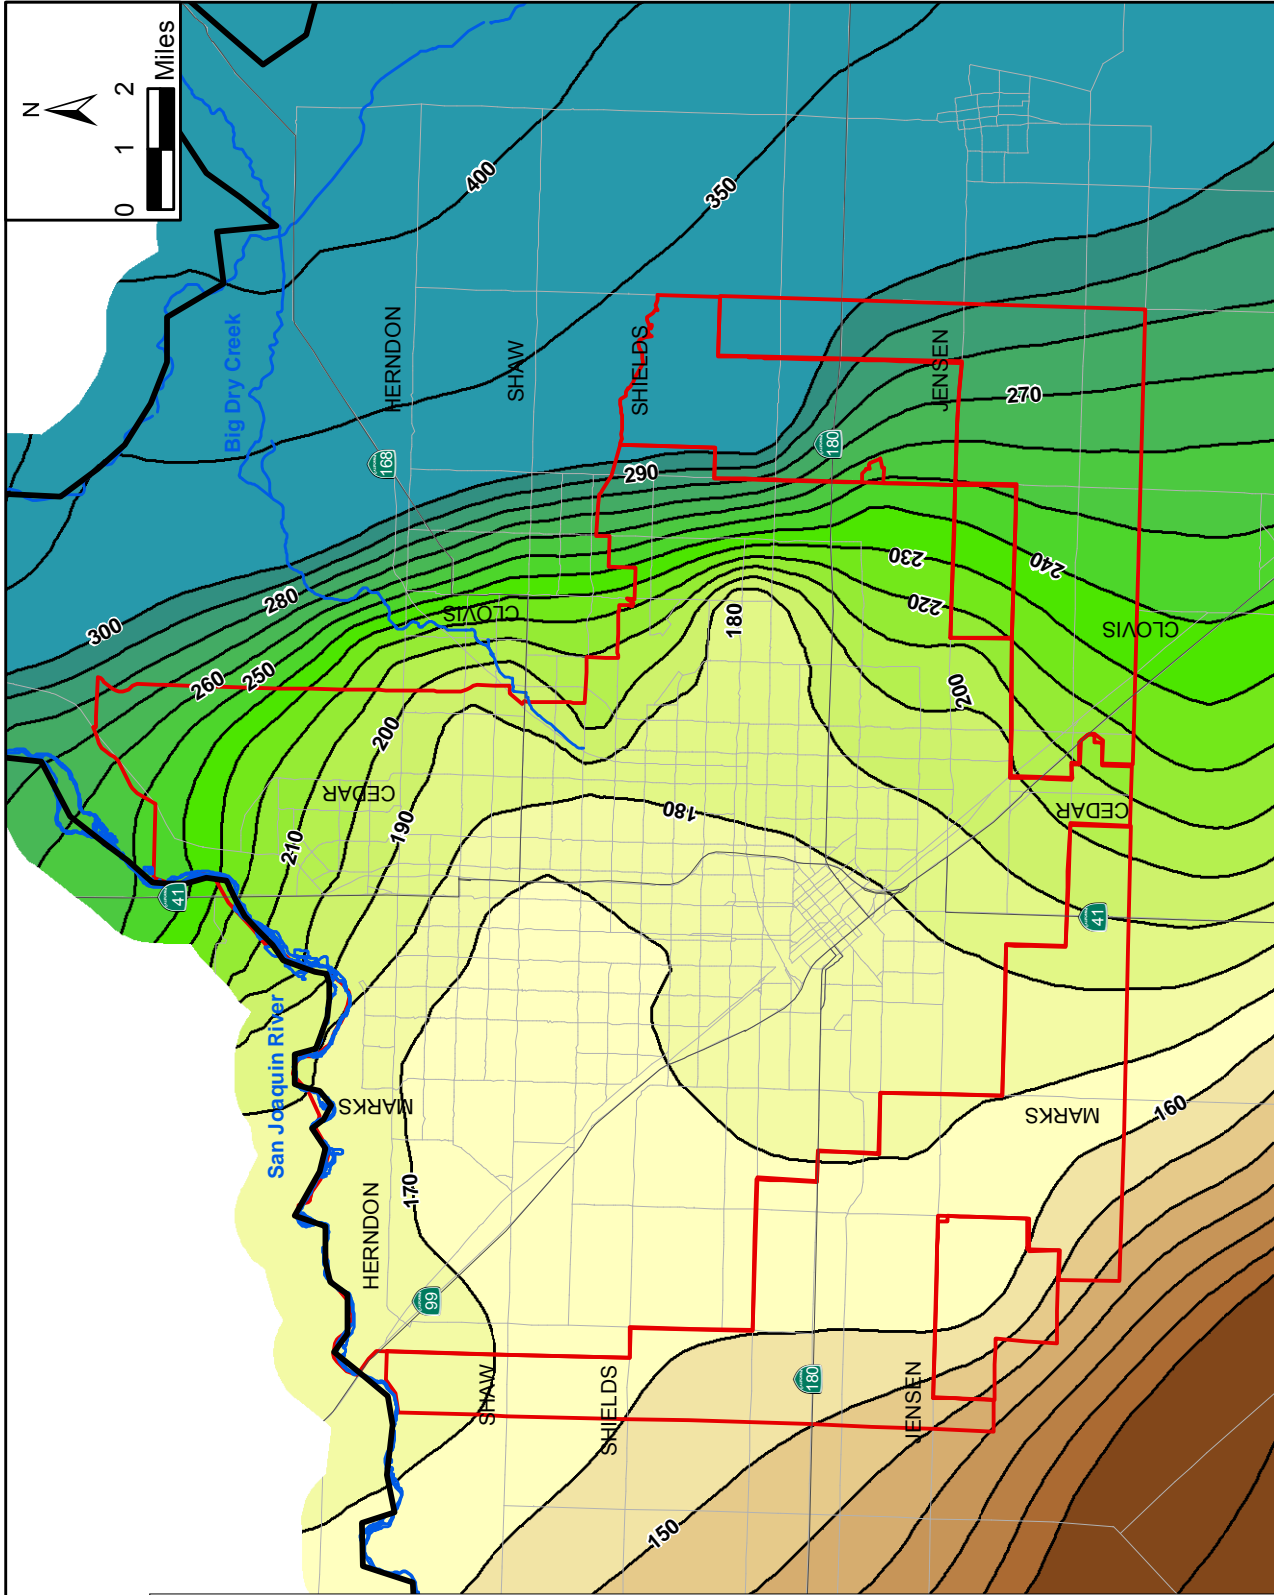 N
0 1 2
Miles
400
350
Big Dry Creek
HERNDON
SHAW
SHIELDS
JENSEN
270
168
180
290
300
280
260
250
CLOVIS
230
220
240
CLOVIS
180
200
200
210
190
CEDAR
180
CEDAR
41
41
San Joaquin River
MARKS
MARKS
160
170
HERNDON
99
SHAW
SHIELDS
180
JENSEN
150